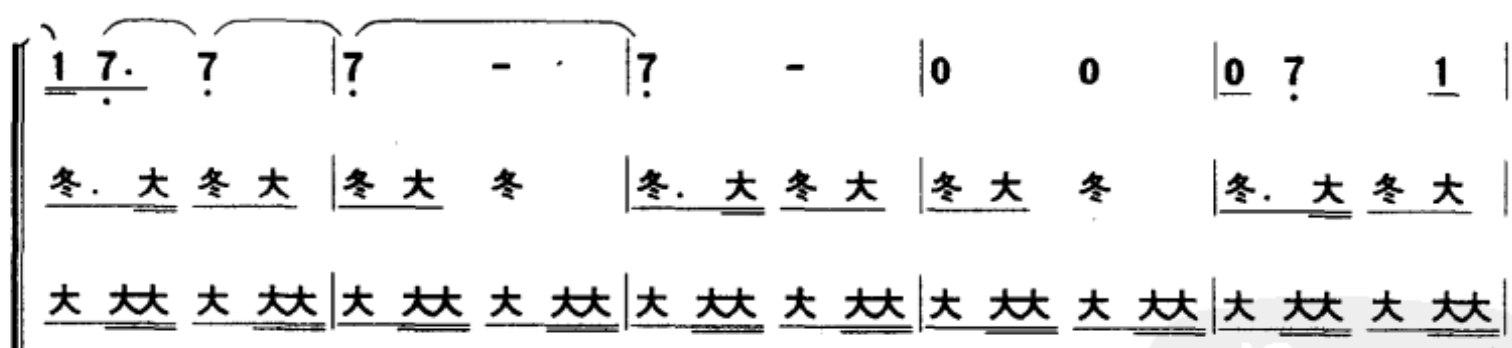 1 7. 7 | 7 - | 7 - | 0 0 | 0 7 1 |
冬. 大 冬 大 | 冬 大 冬 | 冬. 大 冬 大 | 冬 大 冬 | 冬. 大 冬 大 |
大 大大 大 大大 | 大 大大 大 大大 | 大 大大 大 大大 | 大 大大 大 大大 | 大 大大 大 大大 |